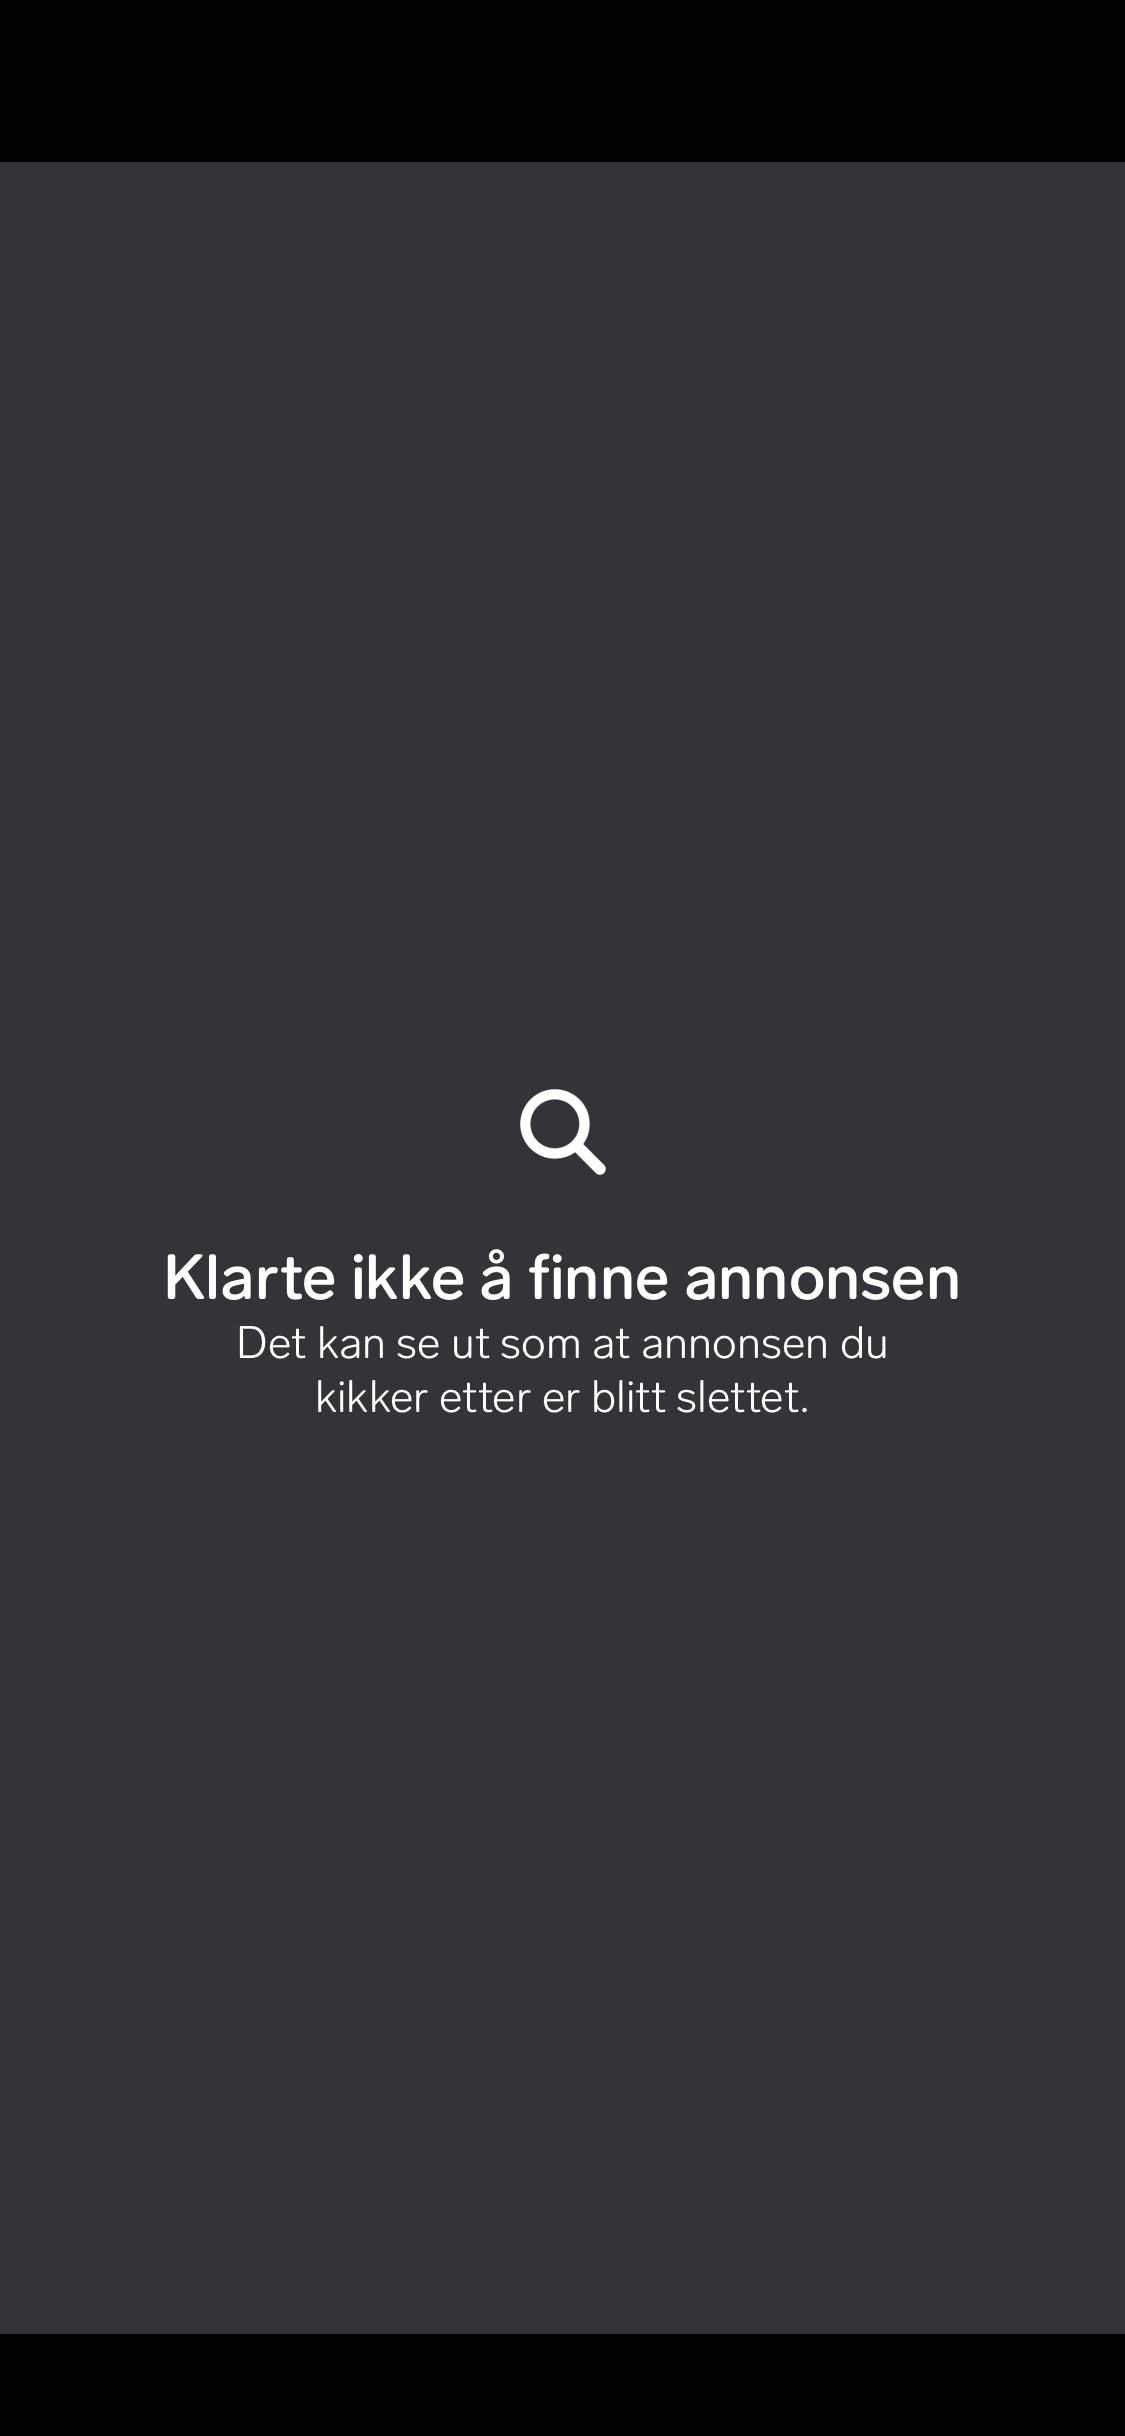 Klarte ikke å finne annonsen
Det kan se ut som at annonsen du
kikker etter er blitt slettet.